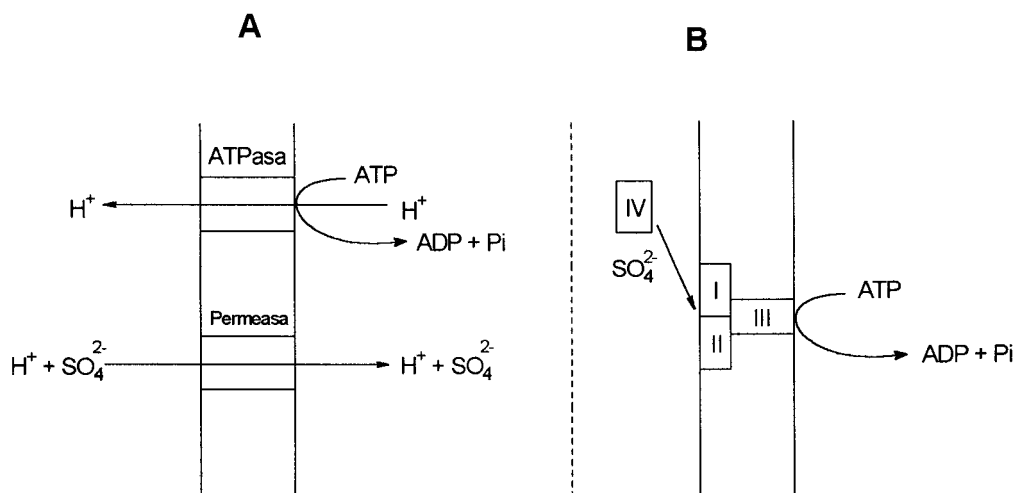 A
B
ATPasa
ATP
H⁺
H⁺
ADP + Pi
Permeasa
H⁺ + SO₄²⁻
H⁺ + SO₄²⁻
IV
SO₄²⁻
I
II
III
ATP
ADP + Pi